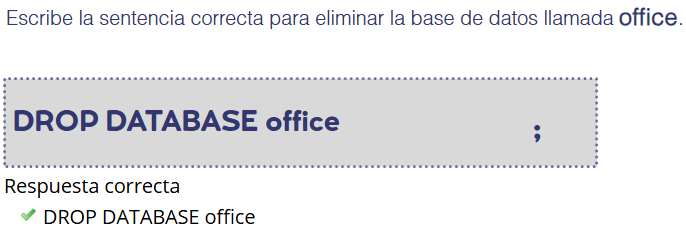 Escribe la sentencia correcta para eliminar la base de datos llamada office.
DROP DATABASE office ;
Respuesta correcta
DROP DATABASE office